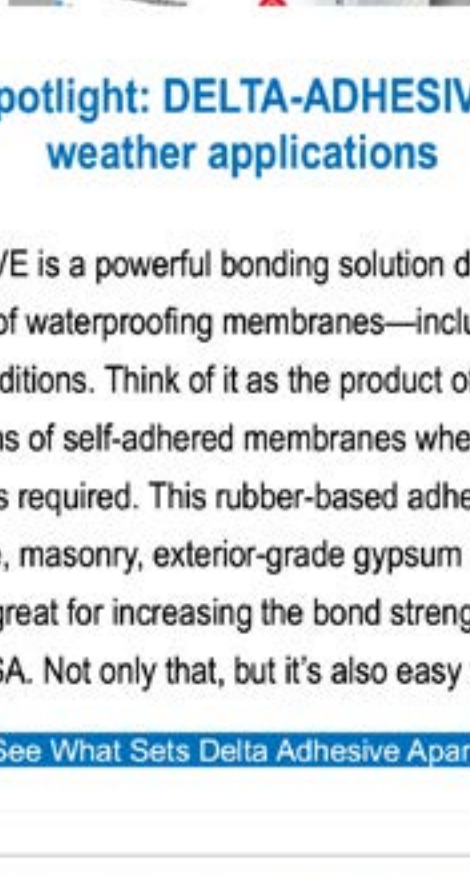 potlight: DELTA-ADHESIV
weather applications
VE is a powerful bonding solution d
of waterproofing membranes—inclu
ditions. Think of it as the product of
ns of self-adhered membranes whe
s required. This rubber-based adhe
, masonry, exterior-grade gypsum
great for increasing the bond streng
SA. Not only that, but it's also easy
See What Sets Delta Adhesive Apar